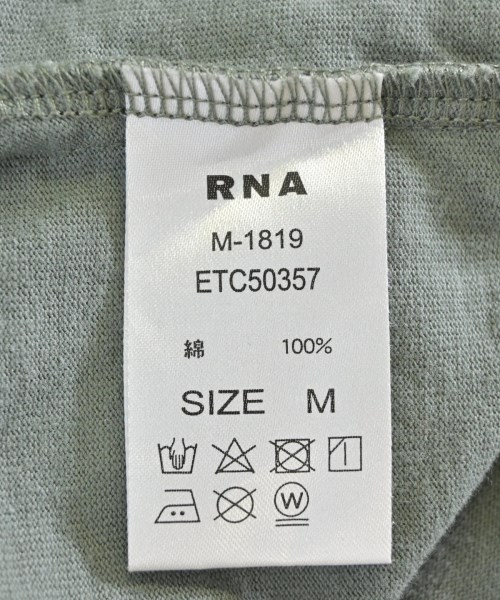 RNA
M-1819
ETC50357
綿 100%
SIZE M
W